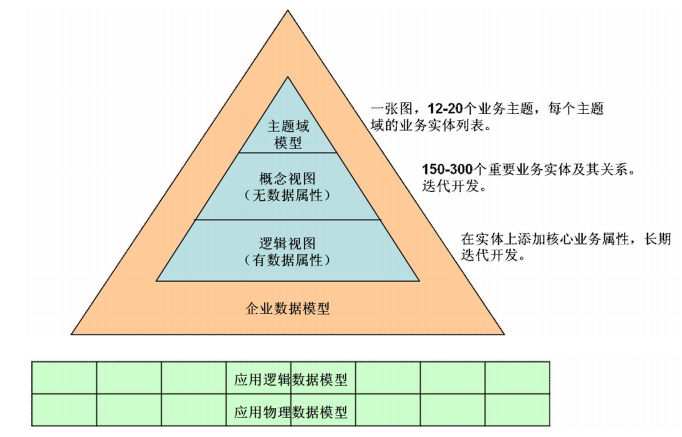 一张图，12-20个业务主题，每个主题
域的业务实体列表。
主题域
模型
150-300个重要业务实体及其关系。
迭代开发。
概念视图
（无数据属性）
在实体上添加核心业务属性，长期
迭代开发。
逻辑视图
（有数据属性）
企业数据模型
应用逻辑数据模型
应用物理数据模型